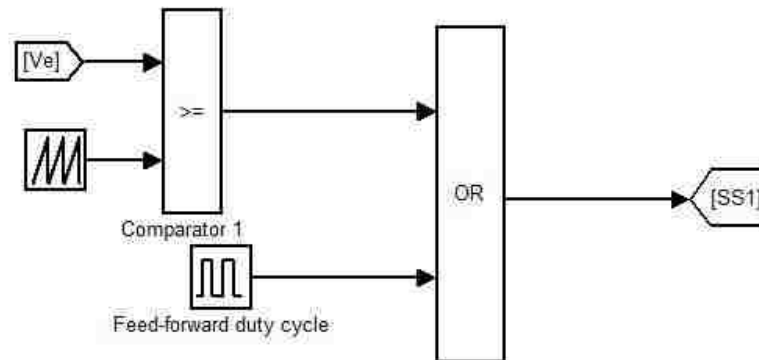 [Ve]
>=
Comparator 1
OR
[SS1]
Feed-forward duty cycle